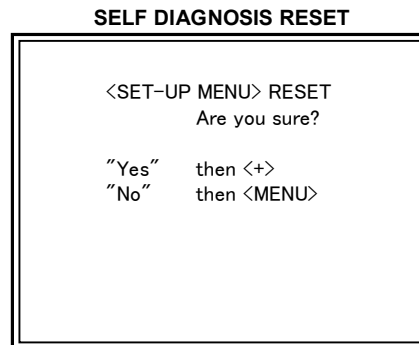 SELF DIAGNOSIS RESET
<SET-UP MENU> RESET
Are you sure?
"Yes" then <+>
"No" then <MENU>